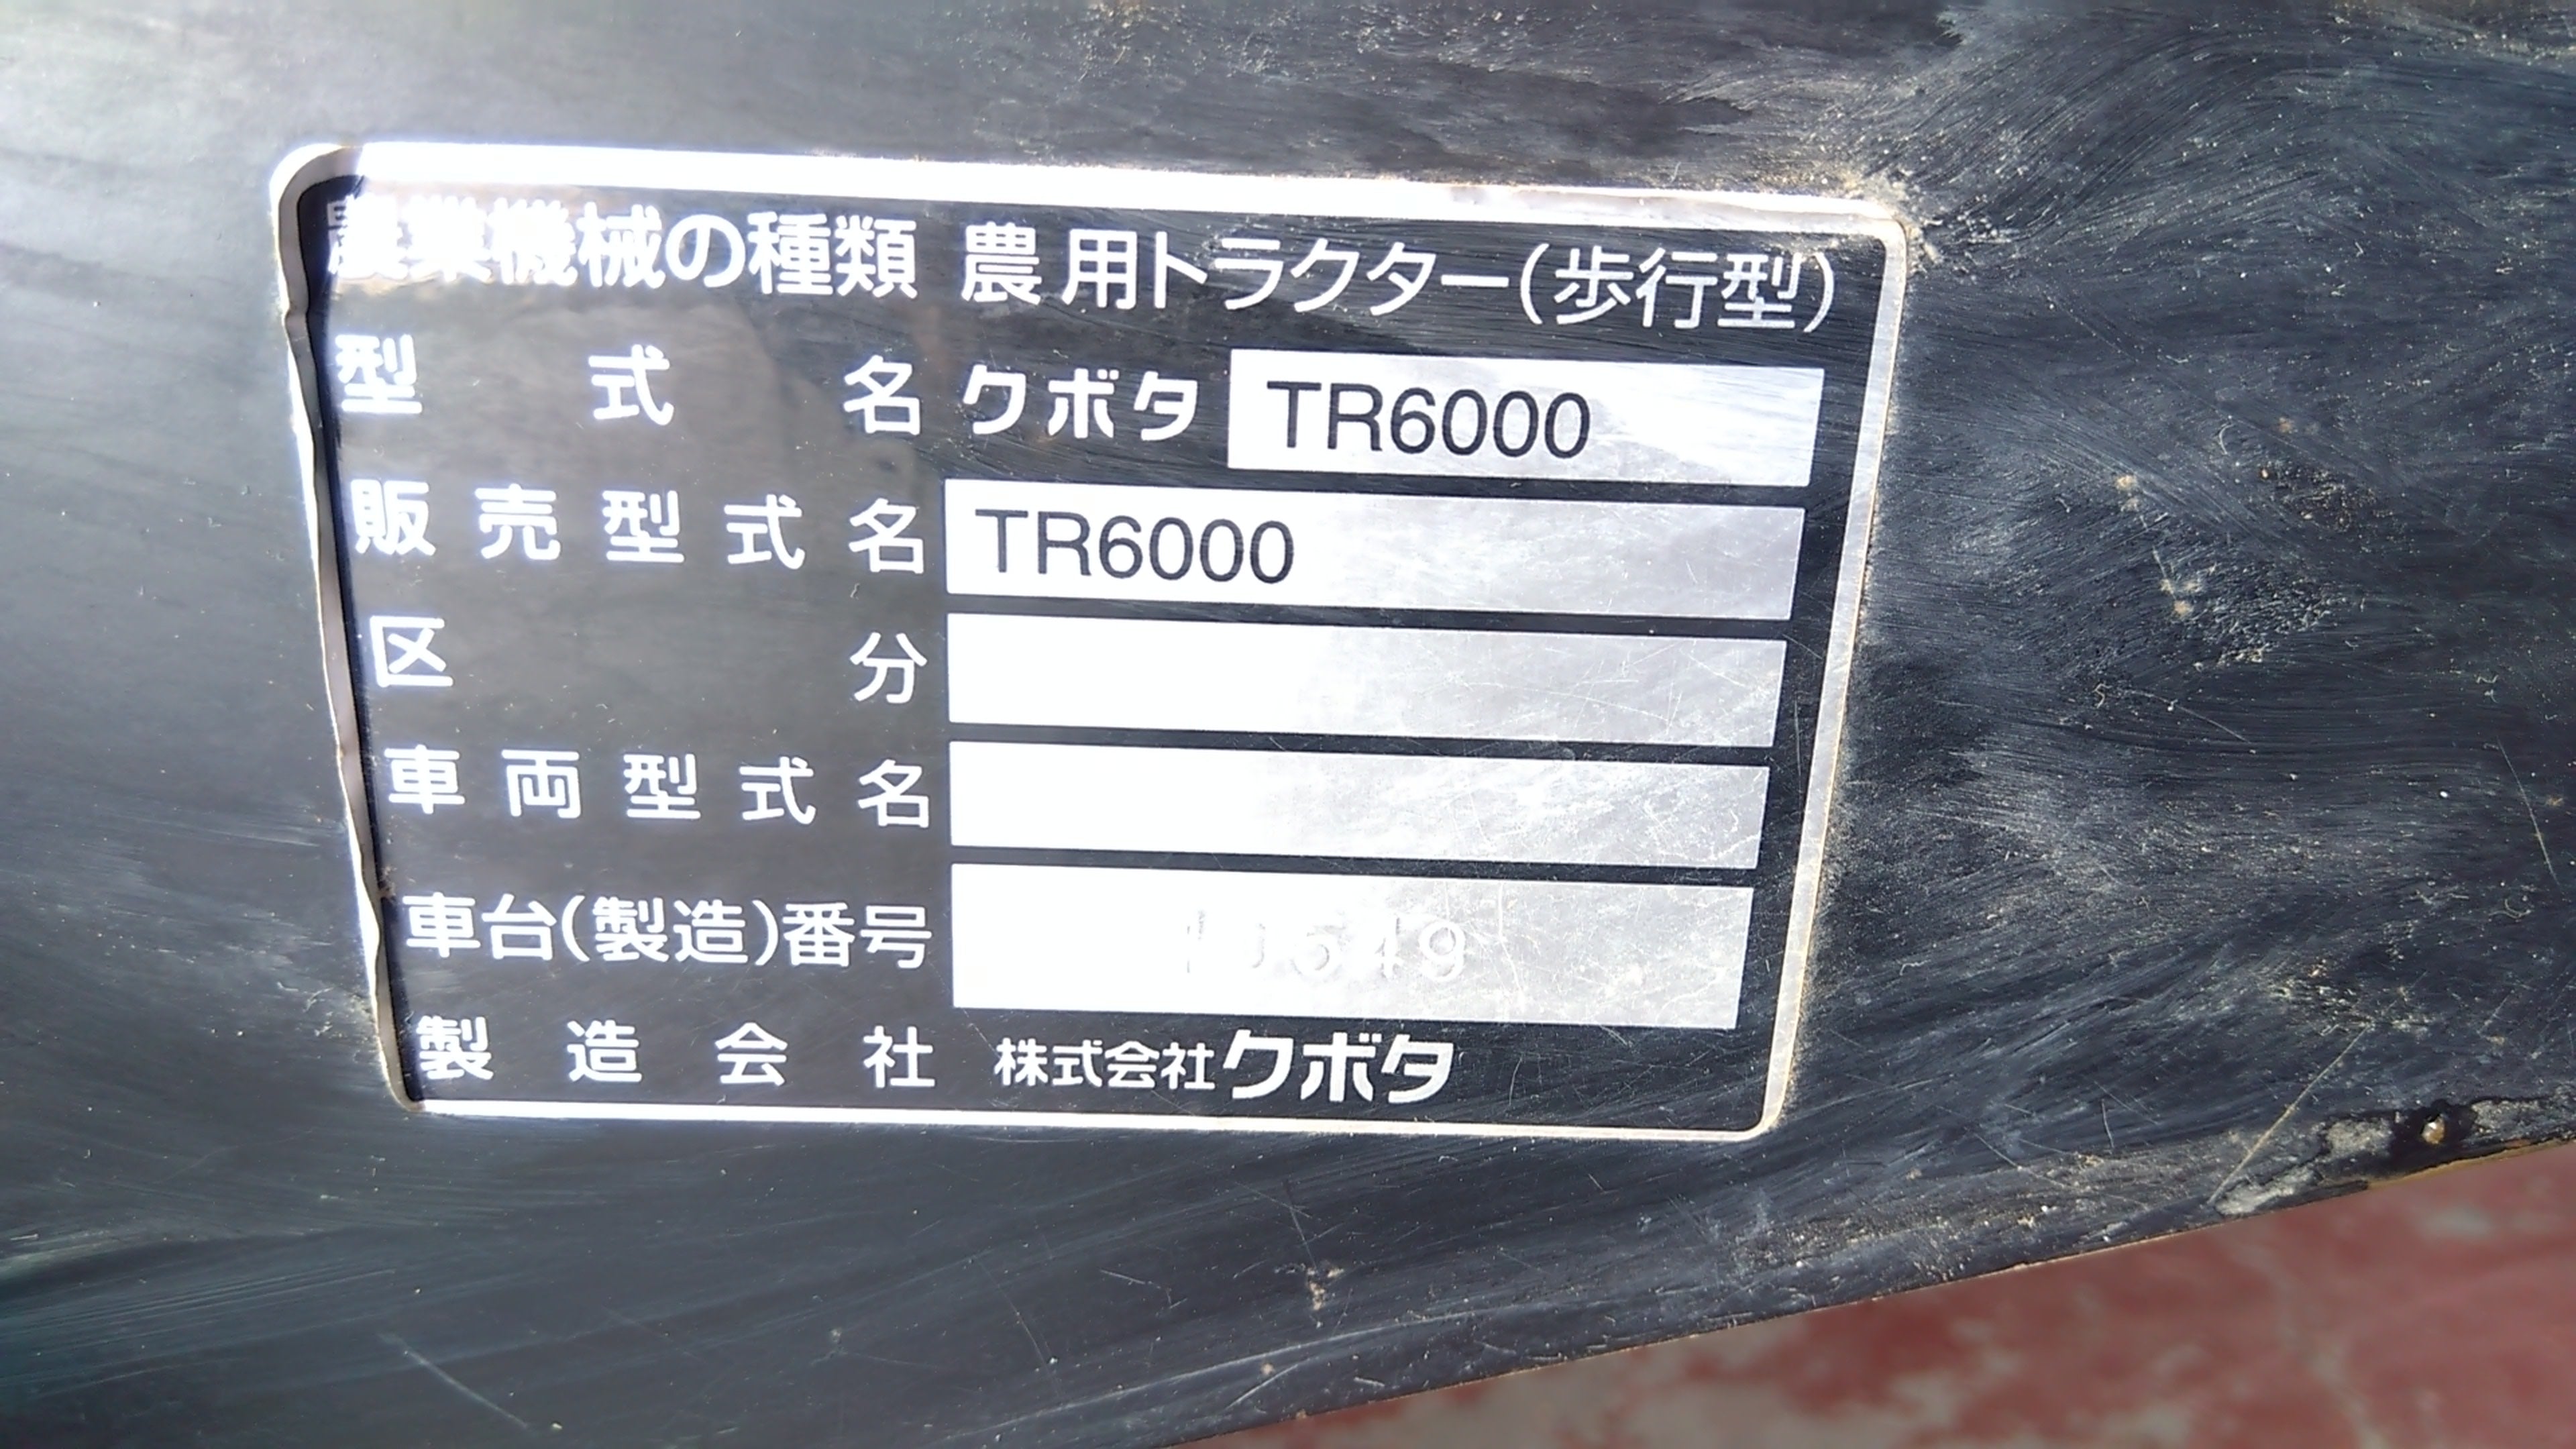 農業機械の種類 農用トラクター(歩行型)
型式名 クボタ TR6000
販売型式名 TR6000
区分
車両型式名
車台(製造)番号
製造会社 株式会社クボタ